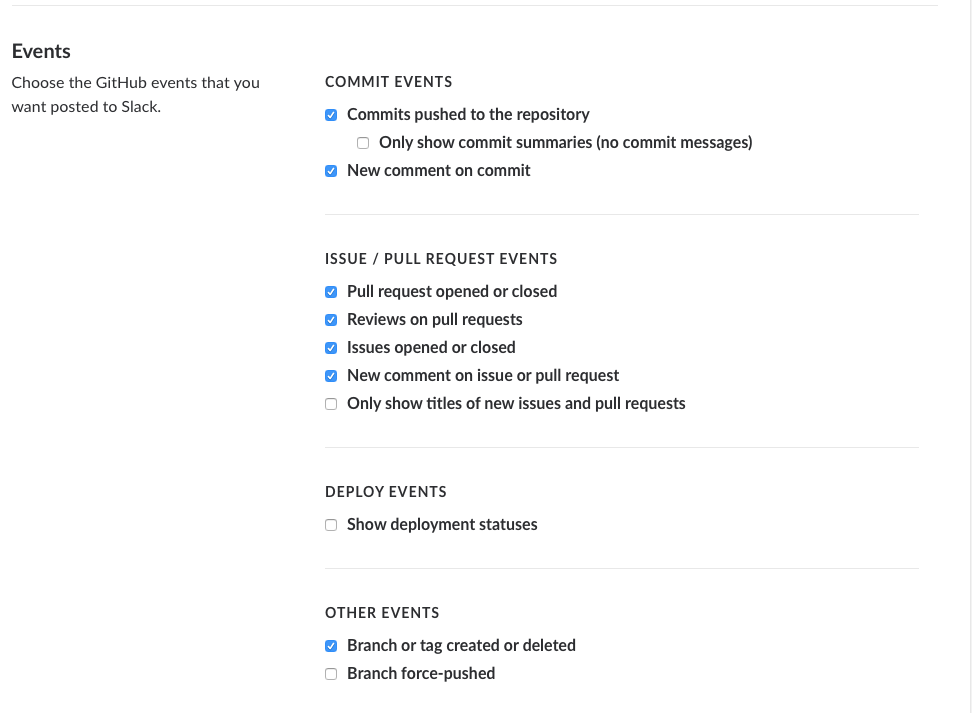 Events
Choose the GitHub events that you
want posted to Slack.
COMMIT EVENTS
Commits pushed to the repository
Only show commit summaries (no commit messages)
New comment on commit
ISSUE / PULL REQUEST EVENTS
Pull request opened or closed
Reviews on pull requests
Issues opened or closed
New comment on issue or pull request
Only show titles of new issues and pull requests
DEPLOY EVENTS
Show deployment statuses
OTHER EVENTS
Branch or tag created or deleted
Branch force-pushed